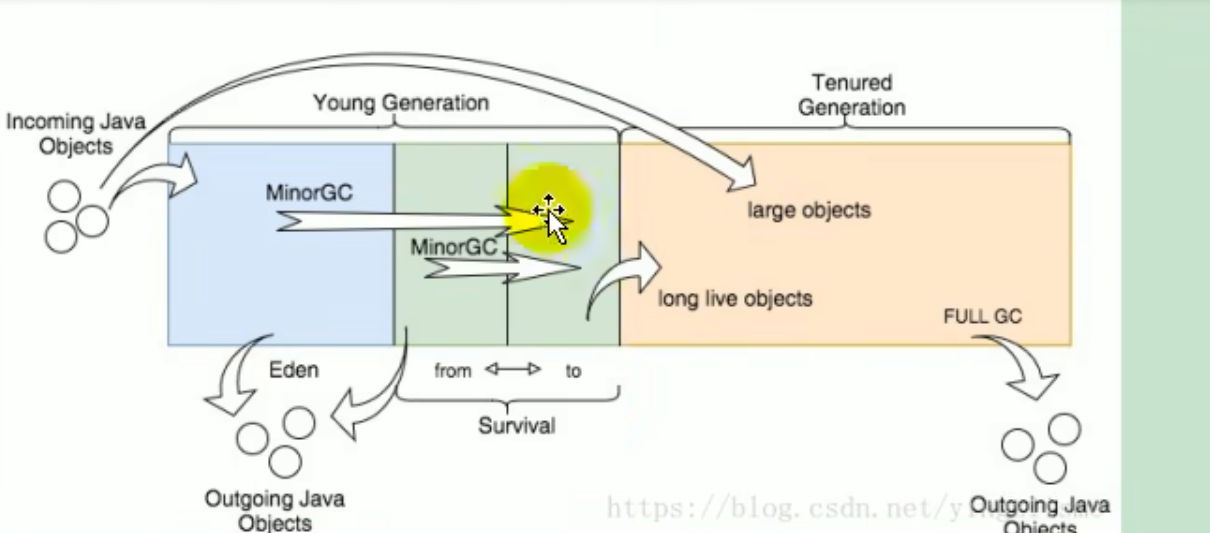 Tenured
Generation
Young Generation
Incoming Java
Objects
MinorGC
large objects
MinorGC
long live objects
FULL GC
Eden
from
to
Survival
Outgoing Java
Objects
Outgoing Java
Objects
https://blog.csdn.net/